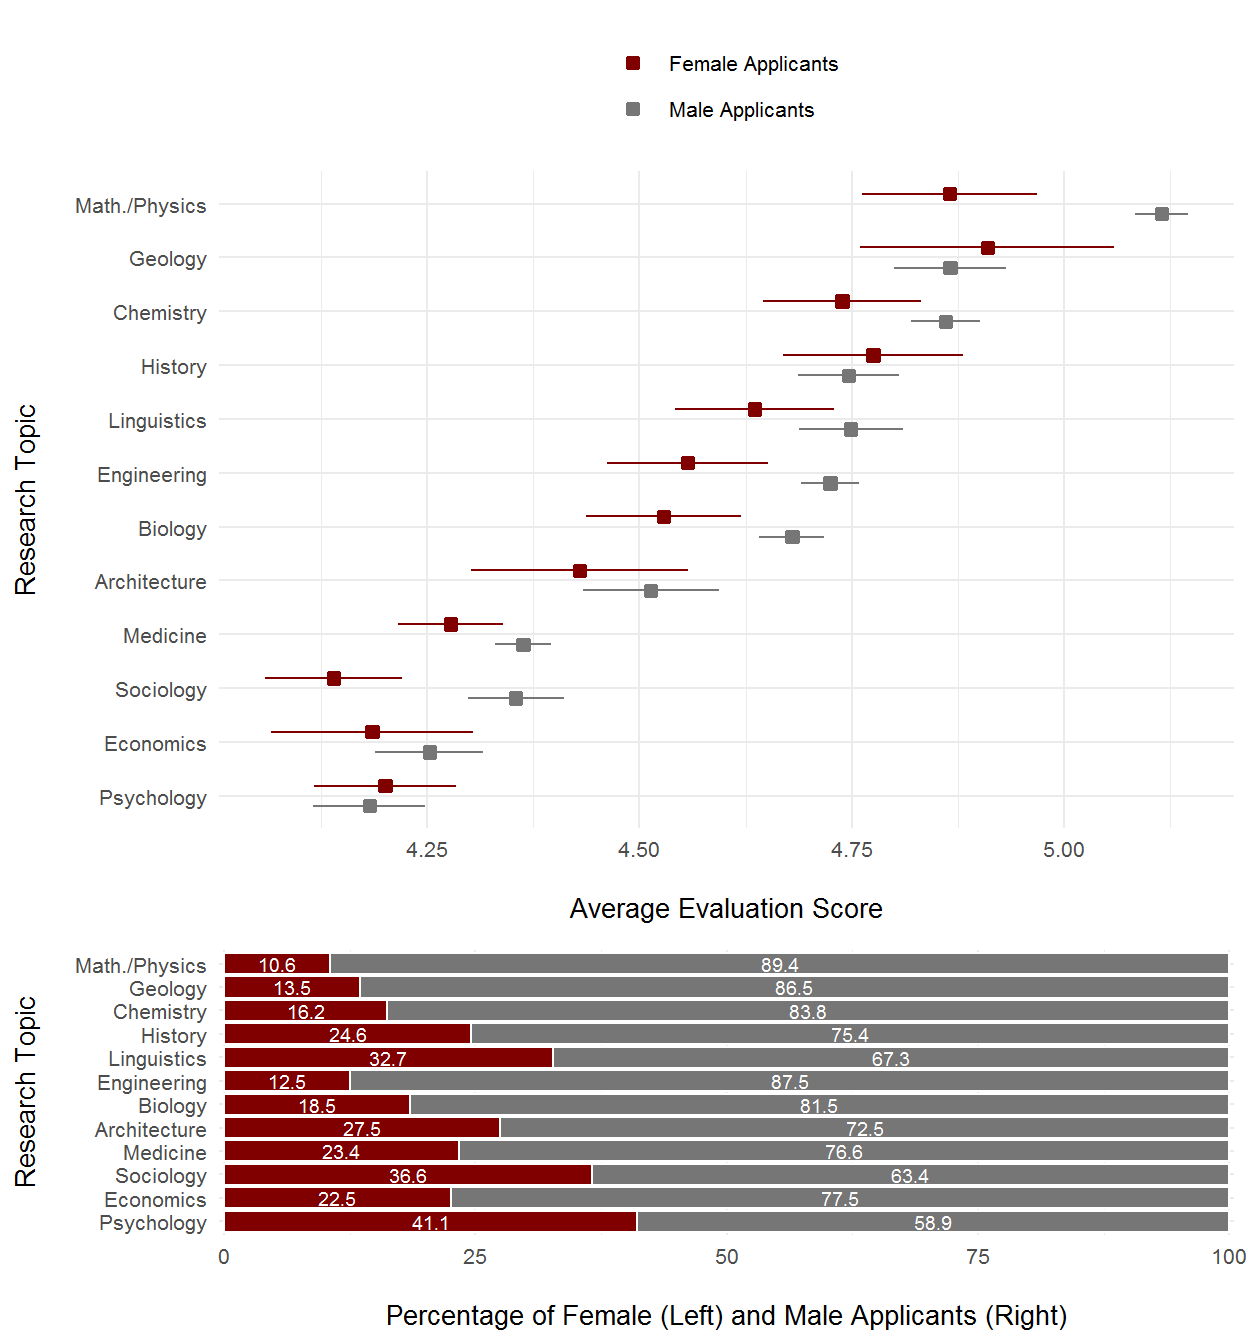 Female Applicants
Male Applicants
Research Topic
Math./Physics
Geology
Chemistry
History
Linguistics
Engineering
Biology
Architecture
Medicine
Sociology
Economics
Psychology
4.25 4.50 4.75 5.00
Average Evaluation Score
Research Topic
Math./Physics 10.6 89.4
Geology 13.5 86.5
Chemistry 16.2 83.8
History 24.6 75.4
Linguistics 32.7 67.3
Engineering 12.5 87.5
Biology 18.5 81.5
Architecture 27.5 72.5
Medicine 23.4 76.6
Sociology 36.6 63.4
Economics 22.5 77.5
Psychology 41.1 58.9
0 25 50 75 100
Percentage of Female (Left) and Male Applicants (Right)